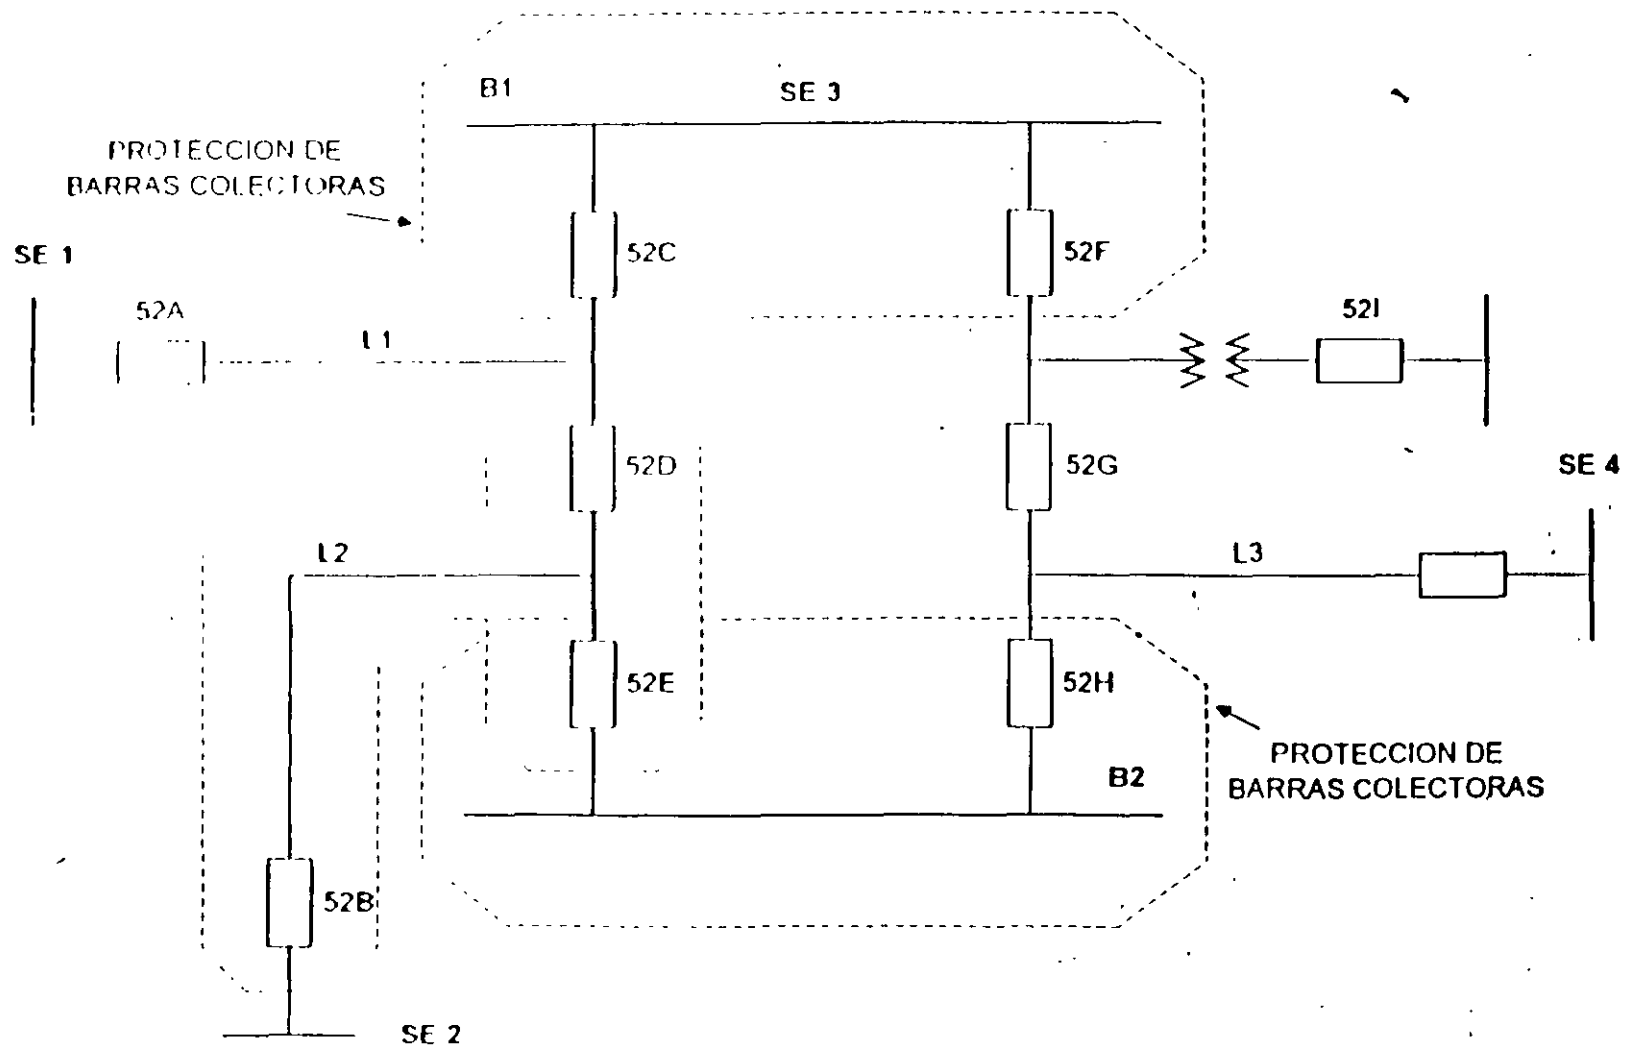 B1
SE 3
PROTECCION DE
BARRAS COLECTORAS
SE 1
52C
52F
52A
52I
L1
52D
52G
SE 4
L2
L3
52E
52H
PROTECCION DE
BARRAS COLECTORAS
B2
52B
SE 2